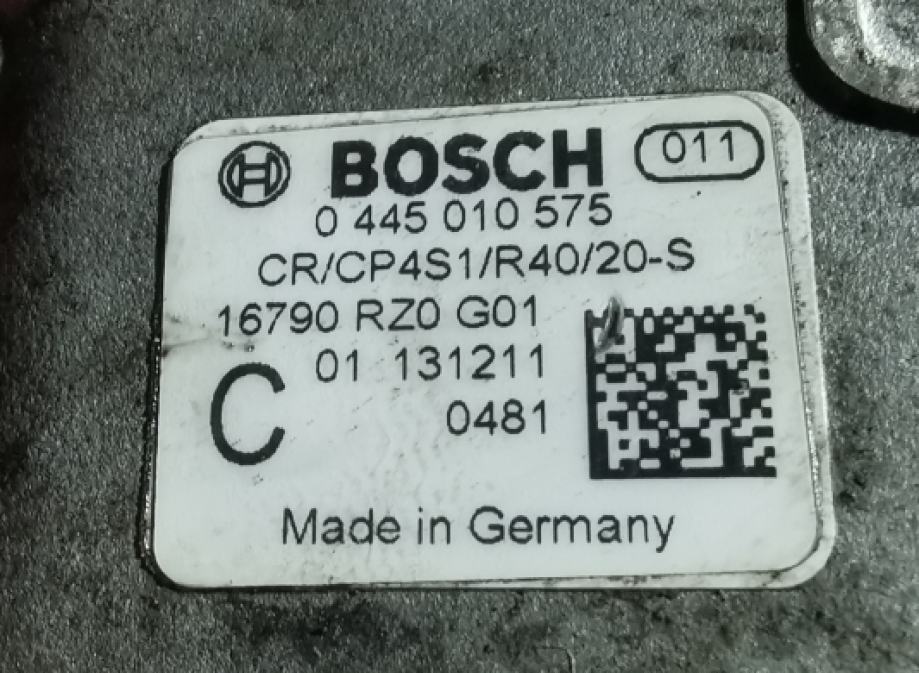 BOSCH 011
0 445 010 575
CR/CP4S1/R40/20-S
16790 RZ0 G01
01 131211
C
0481
Made in Germany